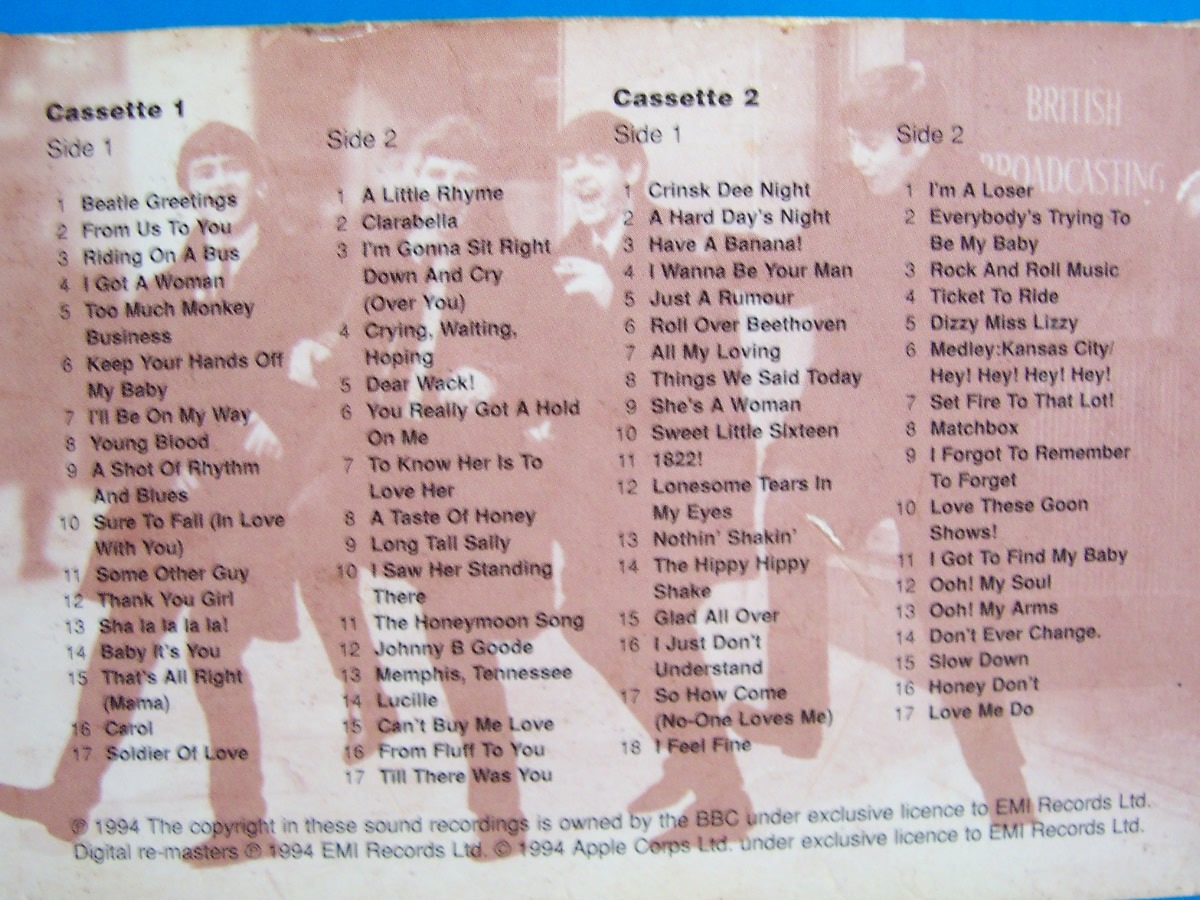 Cassette 1
Side 1
1 Beatle Greetings
2 From Us To You
3 Riding On A Bus
4 I Got A Woman
5 Too Much Monkey
Business
6 Keep Your Hands Off
My Baby
7 I'll Be On My Way
8 Young Blood
9 A Shot Of Rhythm
And Blues
10 Sure To Fall (In Love
With You)
11 Some Other Guy
12 Thank You Girl
13 Sha la la la la!
14 Baby It's You
15 That's All Right
(Mama)
16 Carol
17 Soldier Of Love
Side 2
1 A Little Rhyme
2 Clarabella
3 I'm Gonna Sit Right
Down And Cry
(Over You)
4 Crying, Waiting,
Hoping
5 Dear Wack!
6 You Really Got A Hold
On Me
7 To Know Her Is To
Love Her
8 A Taste Of Honey
9 Long Tall Sally
10 I Saw Her Standing
There
11 The Honeymoon Song
12 Johnny B Goode
13 Memphis, Tennessee
14 Lucille
15 Can't Buy Me Love
16 From Fluff To You
17 Till There Was You
Cassette 2
Side 1
1 Crinsk Dee Night
2 A Hard Day's Night
3 Have A Banana!
4 I Wanna Be Your Man
5 Just A Rumour
6 Roll Over Beethoven
7 All My Loving
8 Things We Said Today
9 She's A Woman
10 Sweet Little Sixteen
11 1822!
12 Lonesome Tears In
My Eyes
13 Nothin' Shakin'
14 The Hippy Hippy
Shake
15 Glad All Over
16 I Just Don't
Understand
17 So How Come
(No-One Loves Me)
18 I Feel Fine
Side 2
1 I'm A Loser
2 Everybody's Trying To
Be My Baby
3 Rock And Roll Music
4 Ticket To Ride
5 Dizzy Miss Lizzy
6 Medley:Kansas City/
Hey! Hey! Hey! Hey!
7 Set Fire To That Lot!
8 Matchbox
9 I Forgot To Remember
To Forget
10 Love These Goon
Shows!
11 I Got To Find My Baby
12 Ooh! My Soul
13 Ooh! My Arms
14 Don't Ever Change.
15 Slow Down
16 Honey Don't
17 Love Me Do
BRITISH
BROADCASTING
℗ 1994 The copyright in these sound recordings is owned by the BBC under exclusive licence to EMI Records Ltd.
Digital re-masters ℗ 1994 EMI Records Ltd. © 1994 Apple Corps Ltd. under exclusive licence to EMI Records Ltd.